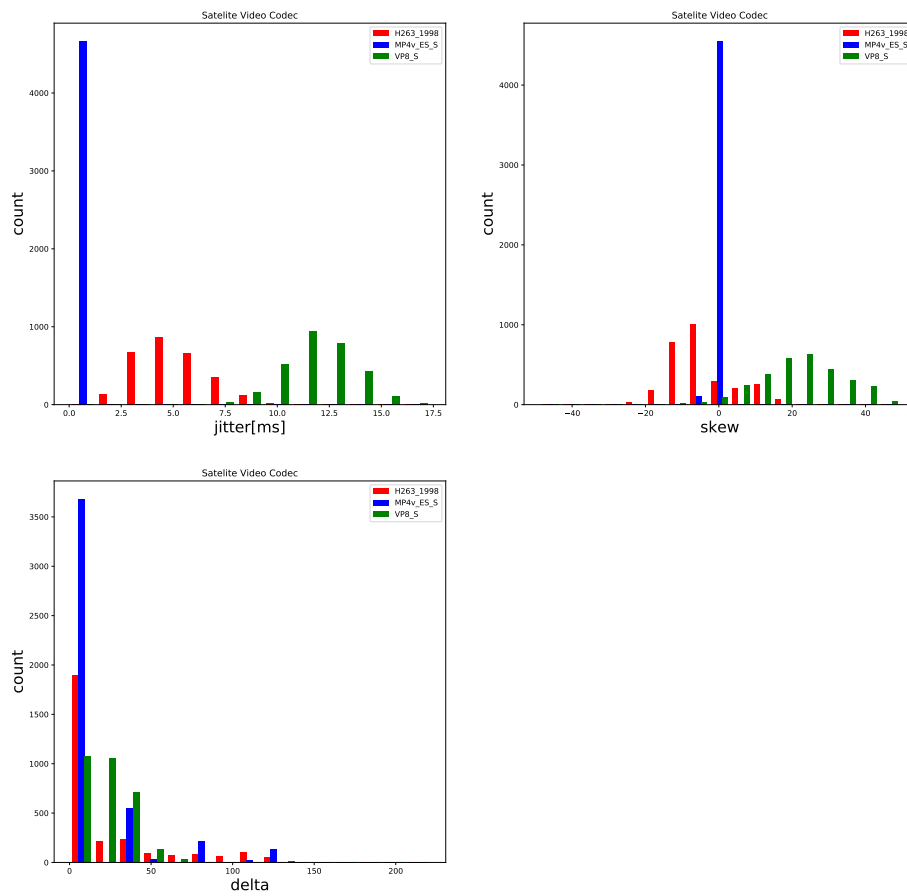 Satelite Video Codec
H263_1998
MP4v_ES_S
VP8_S
4000
3000
2000
1000
0
count
0.0 2.5 5.0 7.5 10.0 12.5 15.0 17.5
jitter[ms]
Satelite Video Codec
H263_1998
MP4v_ES_S
VP8_S
4000
3000
2000
1000
0
count
−40 −20 0 20 40
skew
Satelite Video Codec
H263_1998
MP4v_ES_S
VP8_S
3500
3000
2500
2000
1500
1000
500
0
count
0 50 100 150 200
delta